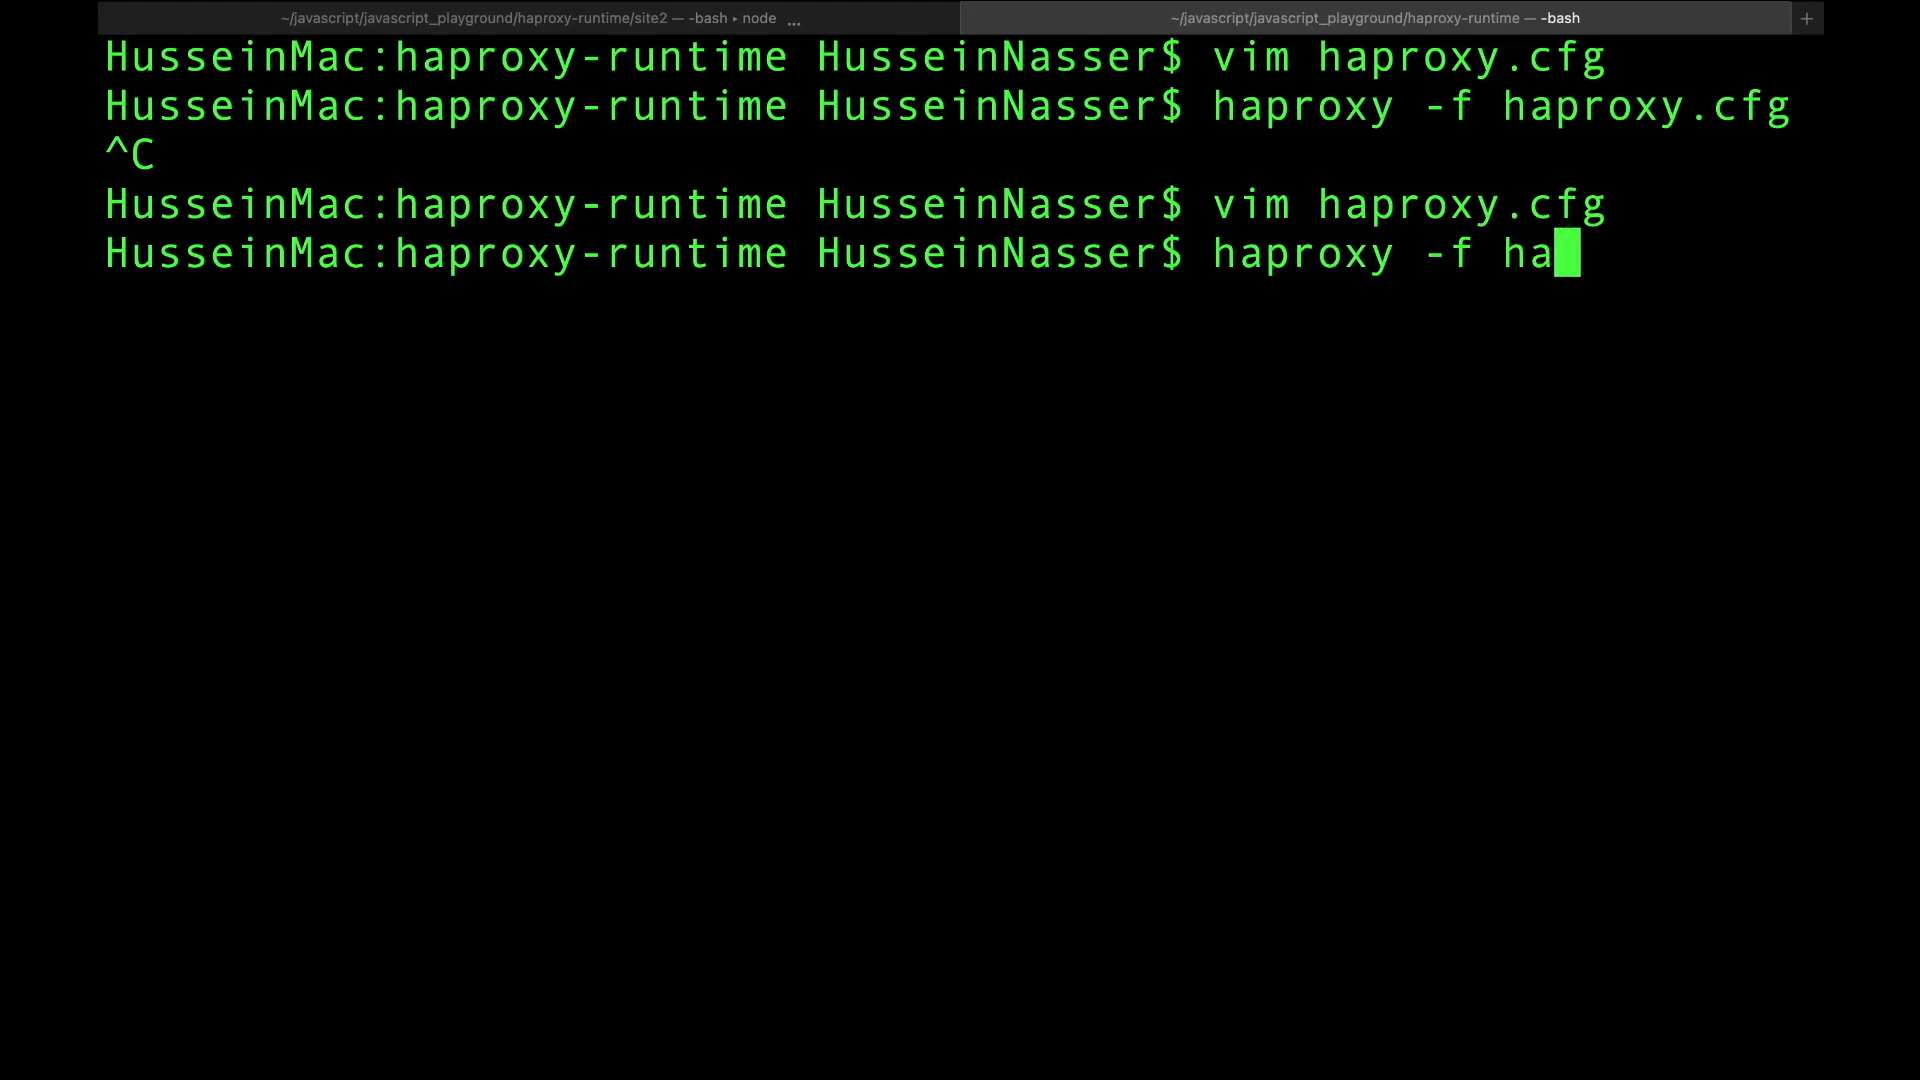 ~/javascript/javascript_playground/haproxy-runtime/site2 — -bash ▸ node ...
~/javascript/javascript_playground/haproxy-runtime — -bash
+
HusseinMac:haproxy-runtime HusseinNasser$ vim haproxy.cfg
HusseinMac:haproxy-runtime HusseinNasser$ haproxy -f haproxy.cfg
^C
HusseinMac:haproxy-runtime HusseinNasser$ vim haproxy.cfg
HusseinMac:haproxy-runtime HusseinNasser$ haproxy -f ha